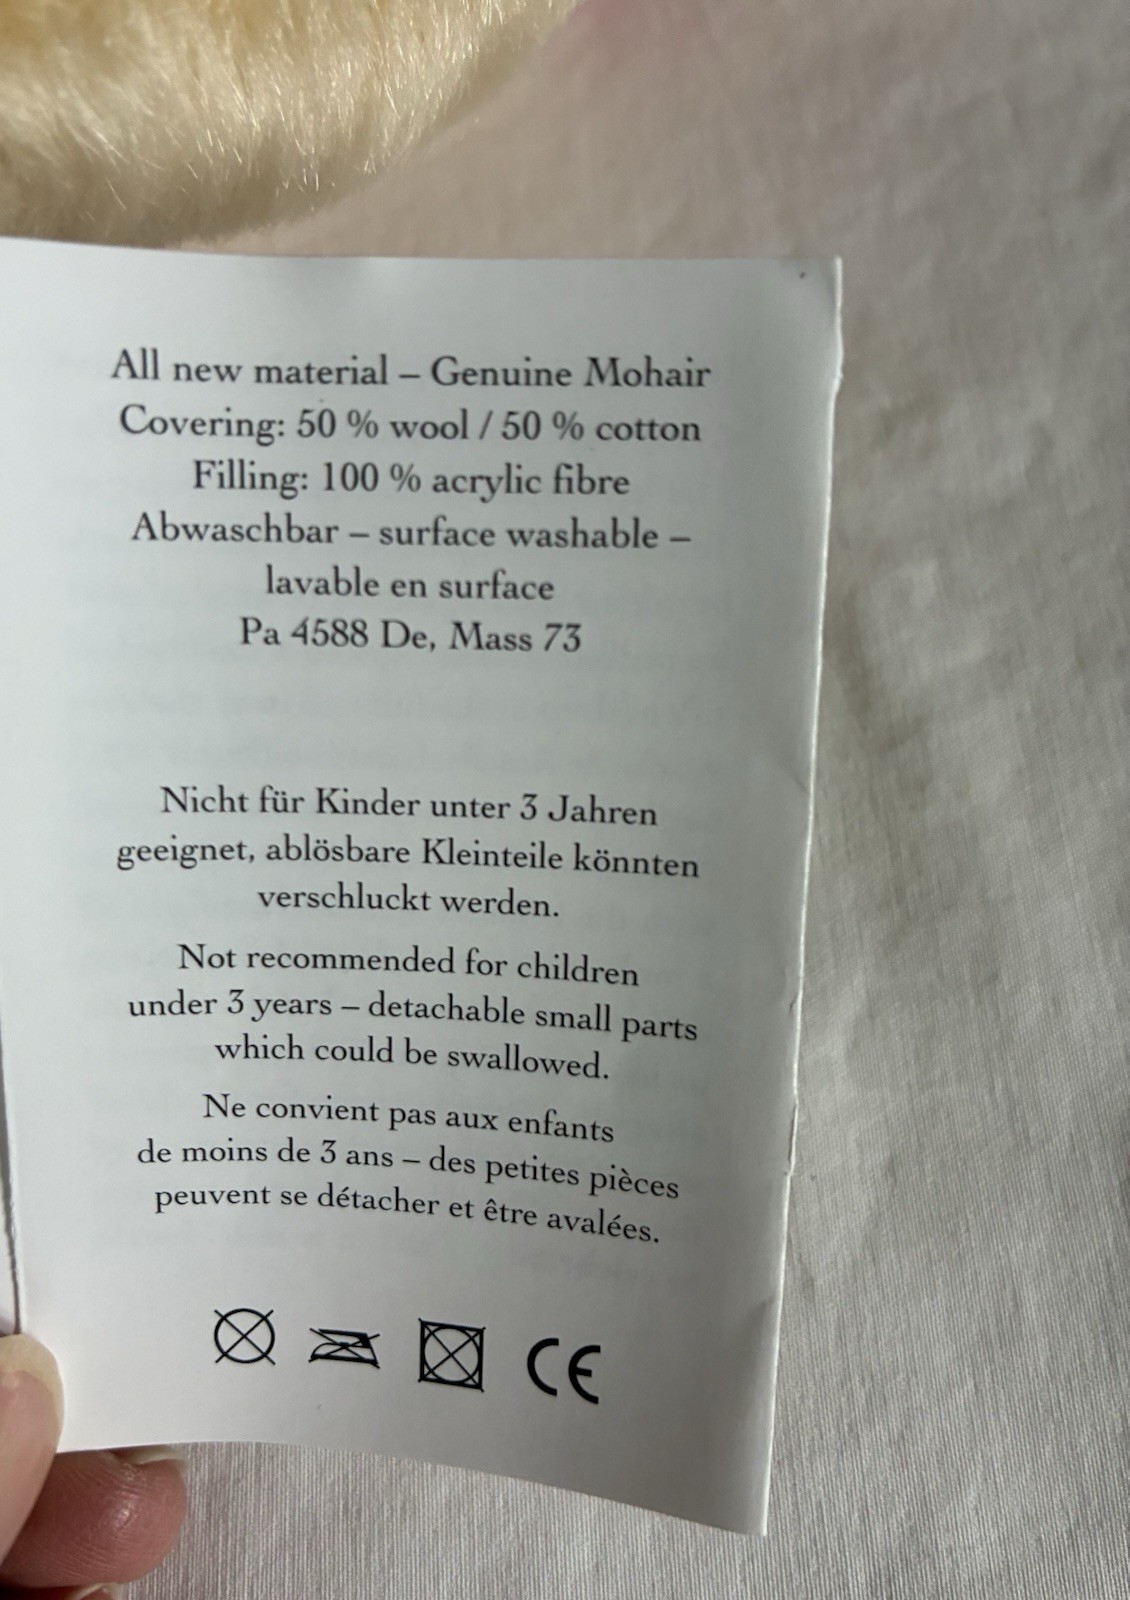 All new material – Genuine Mohair
Covering: 50 % wool / 50 % cotton
Filling: 100 % acrylic fibre
Abwaschbar – surface washable –
lavable en surface
Pa 4588 De, Mass 73
Nicht für Kinder unter 3 Jahren
geeignet, ablösbare Kleinteile könnten
verschluckt werden.
Not recommended for children
under 3 years – detachable small parts
which could be swallowed.
Ne convient pas aux enfants
de moins de 3 ans – des petites pièces
peuvent se détacher et être avalées.
CE